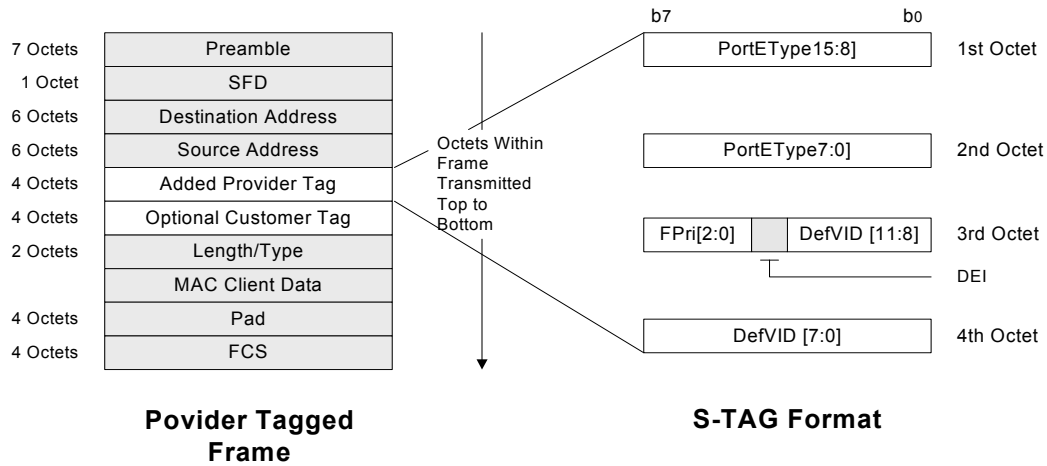 b7 b0
7 Octets Preamble
1 Octet SFD
6 Octets Destination Address
6 Octets Source Address
4 Octets Added Provider Tag
4 Octets Optional Customer Tag
2 Octets Length/Type
MAC Client Data
4 Octets Pad
4 Octets FCS
Octets Within
Frame
Transmitted
Top to
Bottom
PortEType15:8] 1st Octet
PortEType7:0] 2nd Octet
FPri[2:0] DefVID [11:8] 3rd Octet
DEI
DefVID [7:0] 4th Octet
Povider Tagged
Frame
S-TAG Format